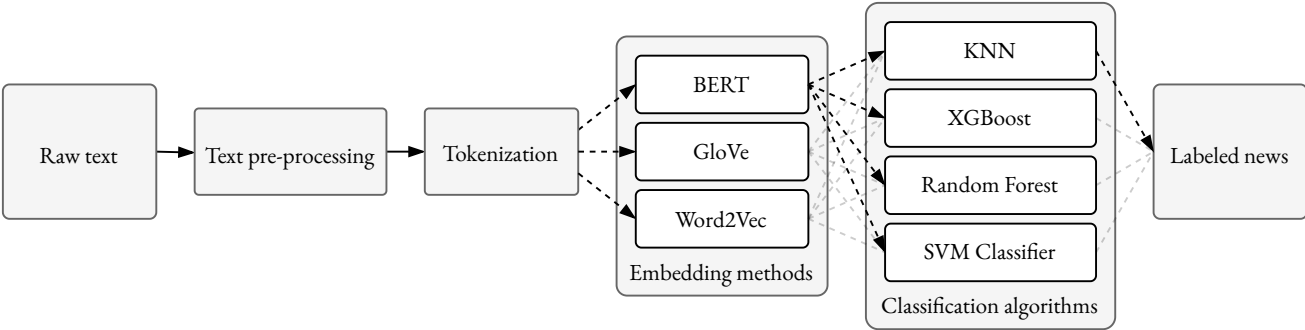 Raw text
Text pre-processing
Tokenization
BERT
GloVe
Word2Vec
Embedding methods
KNN
XGBoost
Random Forest
SVM Classifier
Classification algorithms
Labeled news